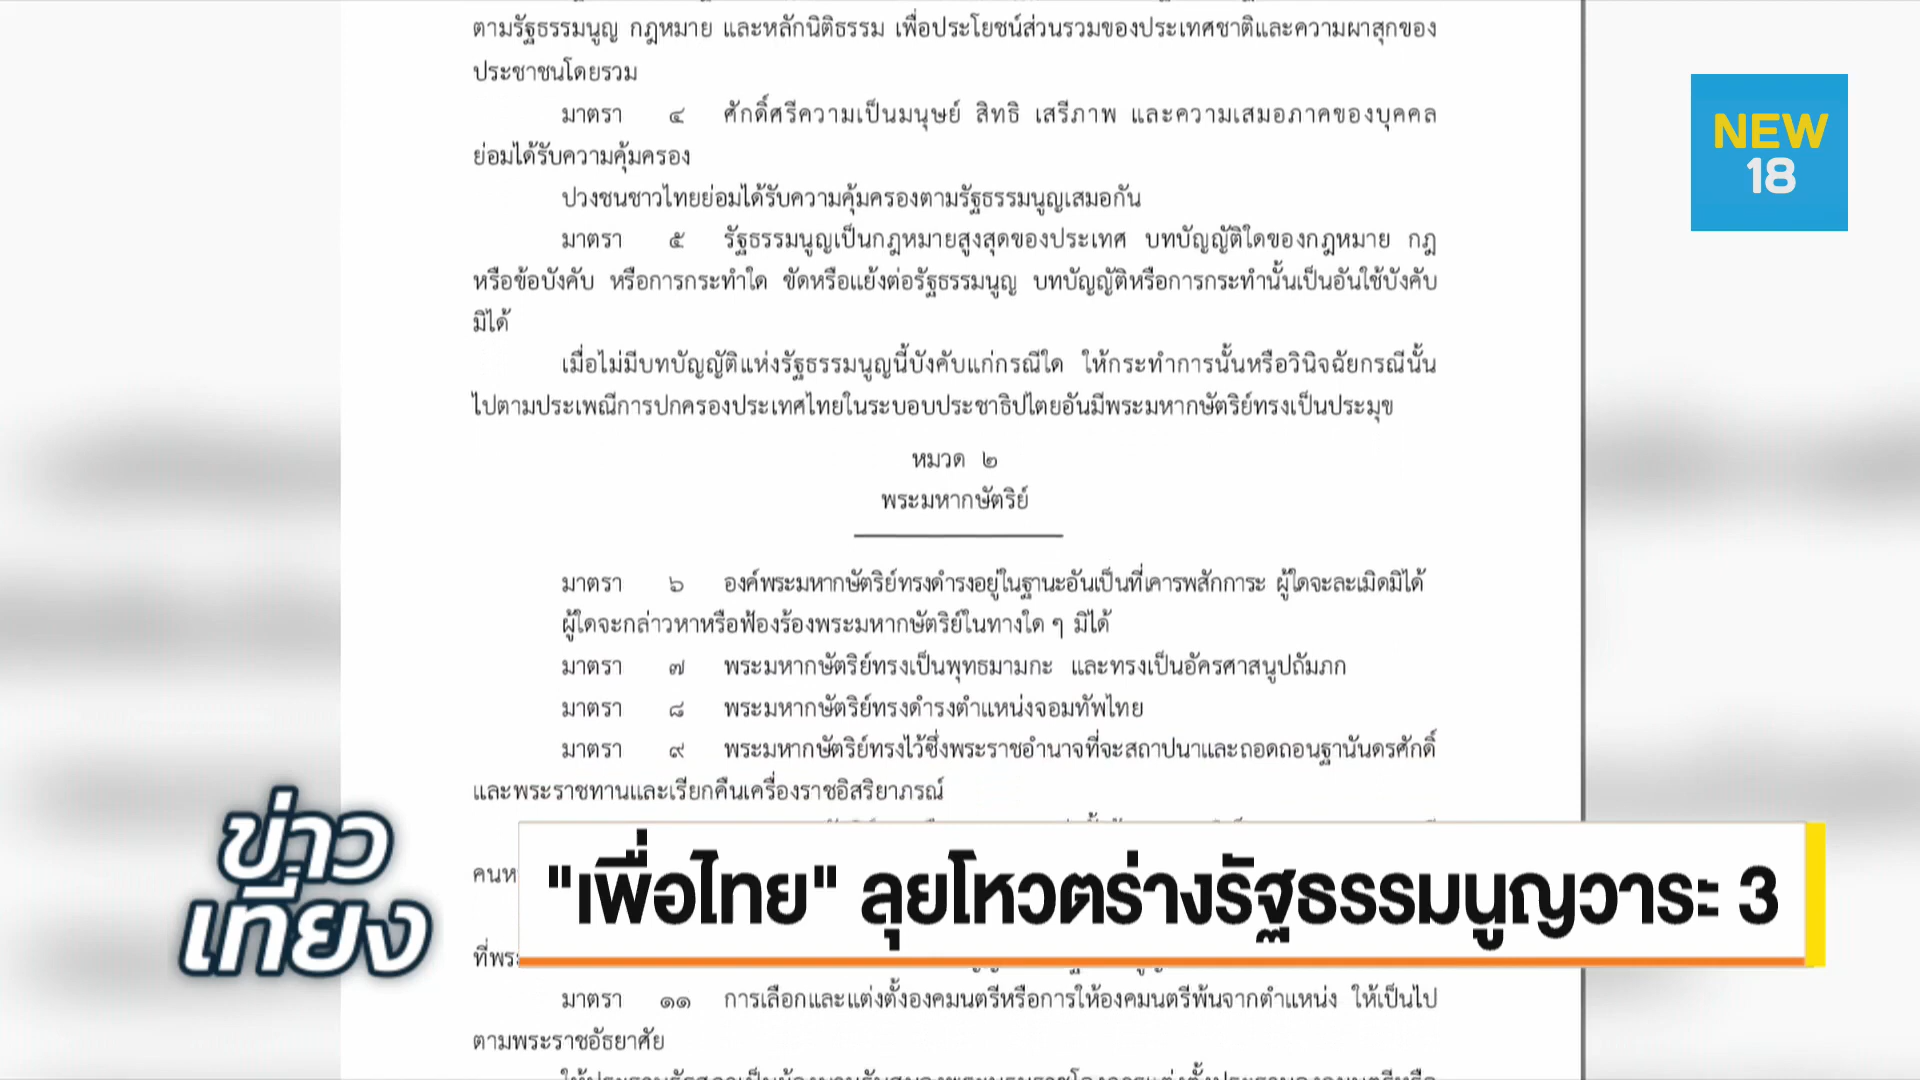 ตามรัฐธรรมนูญ กฎหมาย และหลักนิติธรรม เพื่อประโยชน์ส่วนรวมของประเทศชาติและความผาสุกของ
ประชาชนโดยรวม
มาตรา ๔ ศักดิ์ศรีความเป็นมนุษย์ สิทธิ เสรีภาพ และความเสมอภาคของบุคคล
ย่อมได้รับความคุ้มครอง
ปวงชนชาวไทยย่อมได้รับความคุ้มครองตามรัฐธรรมนูญเสมอกัน
มาตรา ๕ รัฐธรรมนูญเป็นกฎหมายสูงสุดของประเทศ บทบัญญัติใดของกฎหมาย กฎ
หรือข้อบังคับ หรือการกระทำใด ขัดหรือแย้งต่อรัฐธรรมนูญ บทบัญญัติหรือการกระทำนั้นเป็นอันใช้บังคับ
มิได้
เมื่อไม่มีบทบัญญัติแห่งรัฐธรรมนูญนี้บังคับแก่กรณีใด ให้กระทำการนั้นหรือวินิจฉัยกรณีนั้น
ไปตามประเพณีการปกครองประเทศไทยในระบอบประชาธิปไตยอันมีพระมหากษัตริย์ทรงเป็นประมุข
หมวด ๒
พระมหากษัตริย์
มาตรา ๖ องค์พระมหากษัตริย์ทรงดำรงอยู่ในฐานะอันเป็นที่เคารพสักการะ ผู้ใดจะละเมิดมิได้
ผู้ใดจะกล่าวหาหรือฟ้องร้องพระมหากษัตริย์ในทางใด ๆ มิได้
มาตรา ๗ พระมหากษัตริย์ทรงเป็นพุทธมามกะ และทรงเป็นอัครศาสนูปถัมภก
มาตรา ๘ พระมหากษัตริย์ทรงดำรงตำแหน่งจอมทัพไทย
มาตรา ๙ พระมหากษัตริย์ทรงไว้ซึ่งพระราชอำนาจที่จะสถาปนาและถอดถอนฐานันดรศักดิ์
และพระราชทานและเรียกคืนเครื่องราชอิสริยาภรณ์
คนห
ที่พระ
มาตรา ๑๑ การเลือกและแต่งตั้งองคมนตรีหรือการให้องคมนตรีพ้นจากตำแหน่ง ให้เป็นไป
ตามพระราชอัธยาศัย
NEW
18
ข่าว
เที่ยง
"เพื่อไทย" ลุยโหวตร่างรัฐธรรมนูญวาระ 3